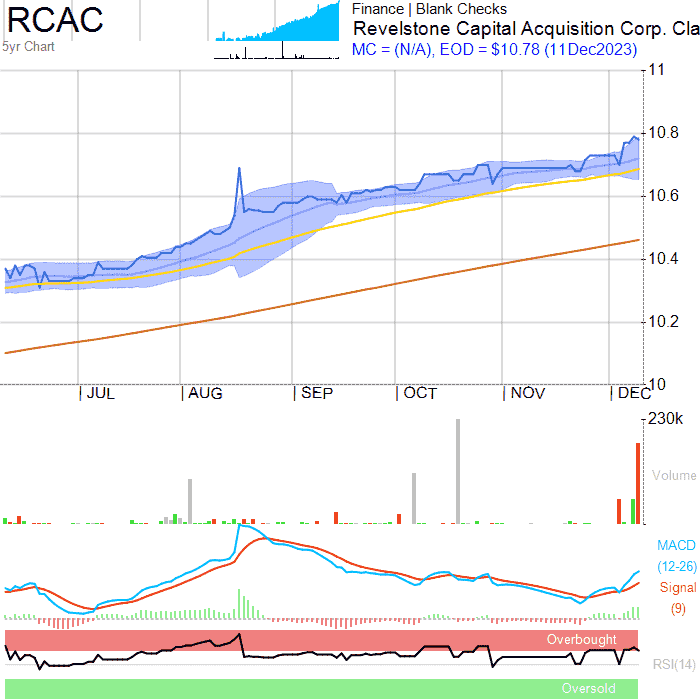 RCAC
5yr Chart
Finance | Blank Checks
Revelstone Capital Acquisition Corp. Cla
MC = (N/A), EOD = $10.78 (11Dec2023)
11
10.8
10.6
10.4
10.2
10
| JUL | AUG | SEP | OCT | NOV | DEC
230k
Volume
MACD
(12-26)
Signal
(9)
Overbought
RSI(14)
Oversold